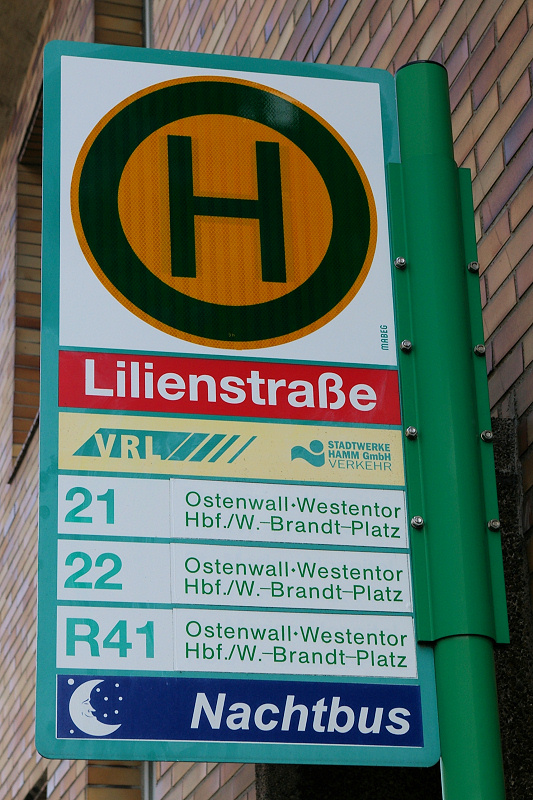 H
MABEG
Lilienstraße
VRL
STADTWERKE
HAMM GmbH
VERKEHR
21
Ostenwall•Westentor
Hbf./W.-Brandt-Platz
22
Ostenwall•Westentor
Hbf./W.-Brandt-Platz
R41
Ostenwall•Westentor
Hbf./W.-Brandt-Platz
Nachtbus